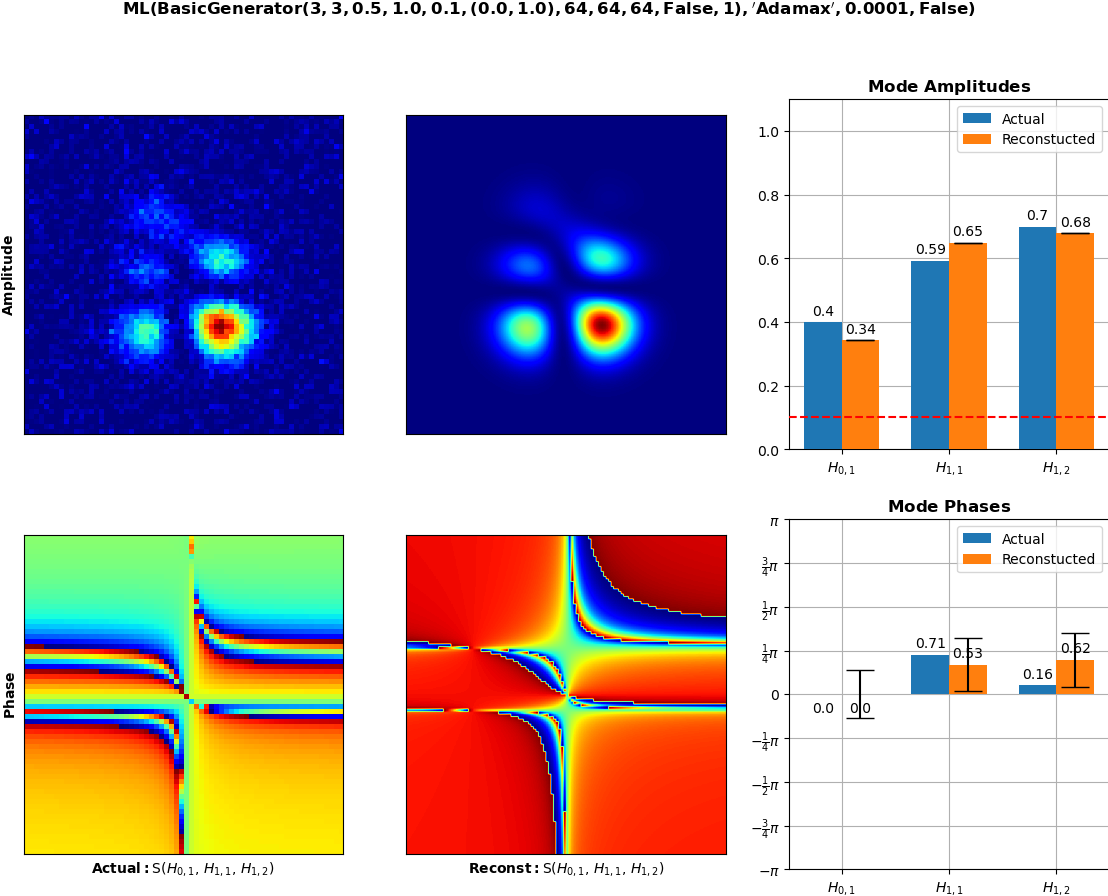 ML(BasicGenerator(3, 3, 0.5, 1.0, 0.1, (0.0, 1.0), 64, 64, 64, False, 1), ′Adamax′, 0.0001, False)
Amplitude
Mode Amplitudes
Actual
Reconstucted
1.0
0.8
0.6
0.4
0.2
0.0
0.4
0.34
0.59
0.65
0.7
0.68
H0, 1
H1, 1
H1, 2
Phase
Actual: S(H0, 1, H1, 1, H1, 2)
Reconst: S(H0, 1, H1, 1, H1, 2)
Mode Phases
Actual
Reconstucted
π
3/4π
1/2π
1/4π
0
−1/4π
−1/2π
−3/4π
−π
0.0
0.0
0.71
0.53
0.16
0.62
H0, 1
H1, 1
H1, 2